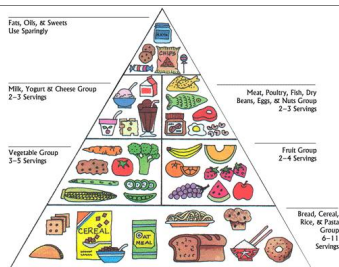 Fats, Oils, & Sweets
Use Sparingly
CHIPS
Milk, Yogurt & Cheese Group
2–3 Servings
Meat, Poultry, Fish, Dry
Beans, Eggs, & Nuts Group
2–3 Servings
Vegetable Group
3–5 Servings
Fruit Group
2–4 Servings
CEREAL
OAT
MEAL
Bread, Cereal,
Rice, & Pasta
Group
6–11
Servings